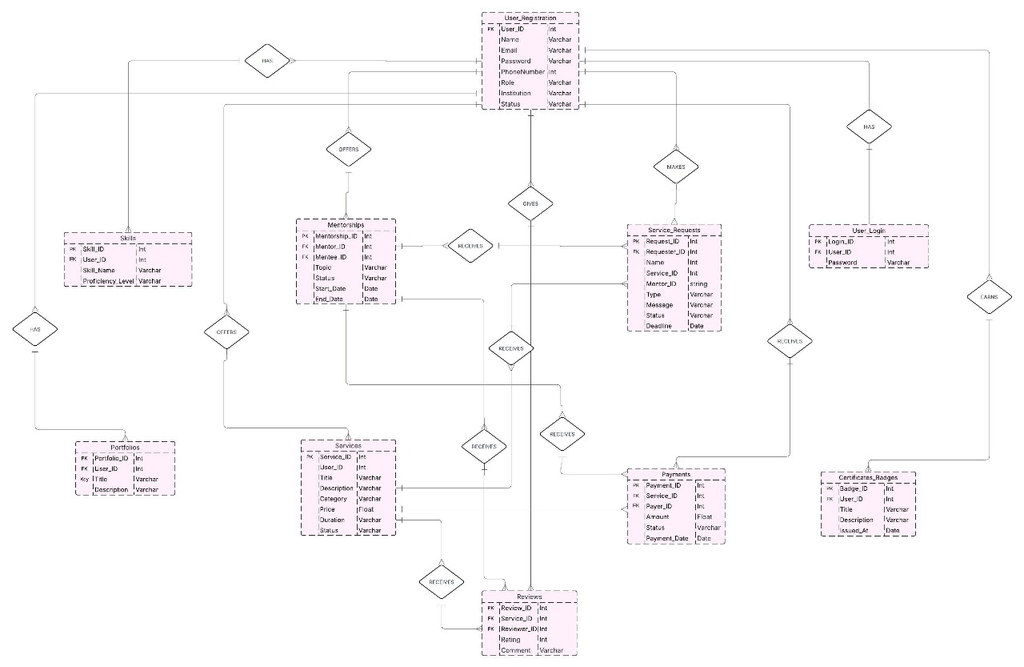 User_Registration
PK User_ID Int
Name Varchar
Email Varchar
Password Varchar
PhoneNumber Int
Role Varchar
Institution Varchar
Status Varchar
HAS
HAS
OFFERS
MAKES
GIVES
Mentorships
PK Mentorship_ID Int
FK Mentor_ID Int
FK Mentee_ID Int
Topic Varchar
Status Varchar
Start_Date Date
End_Date Date
RECEIVES
Service_Requests
PK Request_ID Int
FK Requester_ID Int
Name Int
Service_ID Int
Mentor_ID string
Type Varchar
Message Varchar
Status Varchar
Deadline Date
User_Login
PK Login_ID Int
FK User_ID Int
Password Varchar
Skills
PK Skill_ID Int
FK User_ID Int
Skill_Name Varchar
Proficiency_Level Varchar
EARNS
HAS
OFFERS
RECEIVES
RECEIVES
RECEIVES
RECEIVES
Portfolios
Portfolio_ID Int
FK User_ID Int
Key Title Varchar
Description Varchar
Services
PK Service_ID Int
User_ID Int
Title Varchar
Description Varchar
Category Varchar
Price Float
Duration Varchar
Status Varchar
Payments
PK Payment_ID Int
FK Service_ID Int
FK Payer_ID Int
Amount Float
Status Varchar
Payment_Date Date
Certificates_Badges
Badge_ID Int
User_ID Int
Title Varchar
Description Varchar
Issued_At Date
RECEIVES
Reviews
FK Review_ID Int
FK Service_ID Int
FK Reviewer_ID Int
Rating Int
Comment Varchar